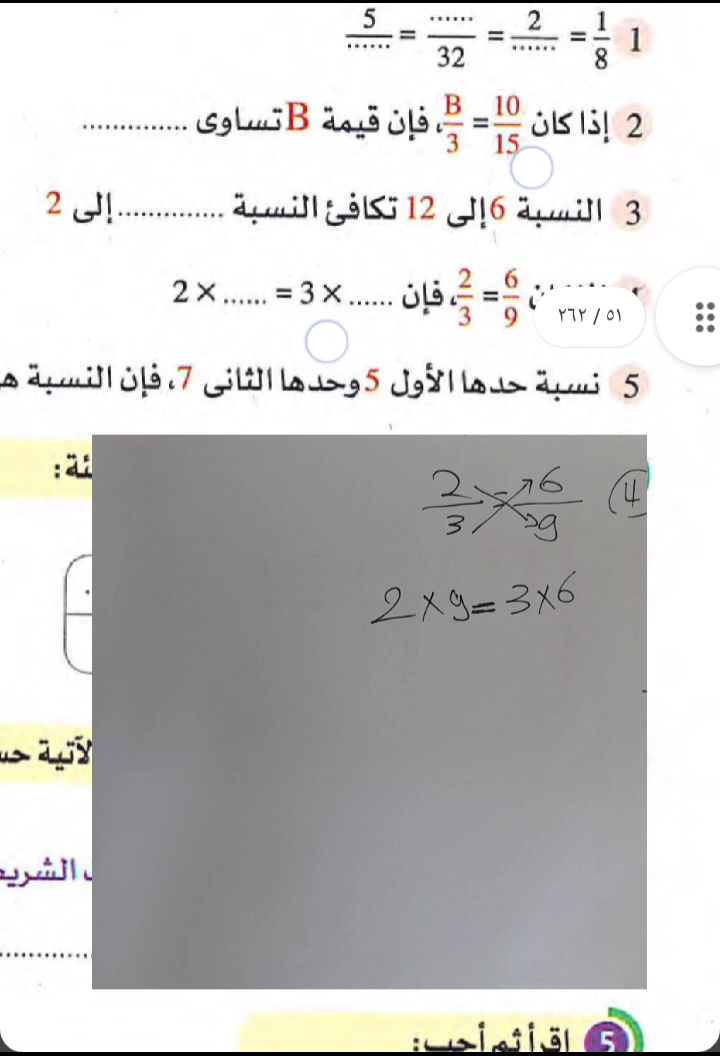 1 1/8 = 2/...... = ....../32 = 5/......
2 إذا كان 10/15 = B/3، فإن قيمة B تساوى ..............
3 النسبة 6 إلى 12 تكافئ النسبة .............. إلى 2
6/9 = 2/3، فإن ...... × 3 = ...... × 2
٥١ / ٢٦٢
5 نسبة حدها الأول 5 وحدها الثانى 7، فإن النسبة
4 2/3 = 6/9
2 × 9 = 3 × 6
5 اقرأ ثم أجب: